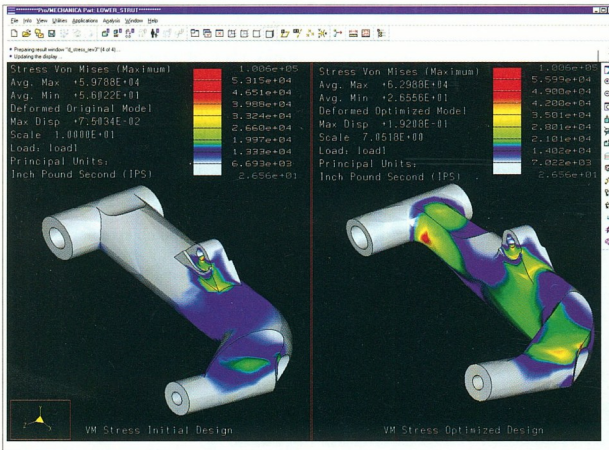 **********Pro/MECHANICA Part: LOWER_STRUT**********
File Info View Utilities Applications Analysis Window Help
• Preparing result window "ll_stress_rev3" (4 of 4)...
• Updating the display ...
Stress Von Mises (Maximum)
Avg. Max +5.9788E+04
Avg. Min +5.6022E+01
Deformed Original Model
Max Disp +7.5034E-02
Scale 1.0000E+01
Load: load1
Principal Units:
Inch Pound Second (IPS)
1.006e+05
5.315e+04
4.651e+04
3.988e+04
3.324e+04
2.660e+04
1.997e+04
1.333e+04
6.693e+03
2.656e+01
Stress Von Mises (Maximum)
Avg. Max +6.2988E+04
Avg. Min +2.6556E+01
Deformed Optimized Model
Max Disp +1.9208E-01
Scale 7.0518E+00
Load: load1
Principal Units:
Inch Pound Second (IPS)
1.006e+05
5.599e+04
4.900e+04
4.200e+04
3.501e+04
2.801e+04
2.101e+04
1.402e+04
7.022e+03
2.656e+01
VM Stress Initial Design
VM Stress Optimized Design